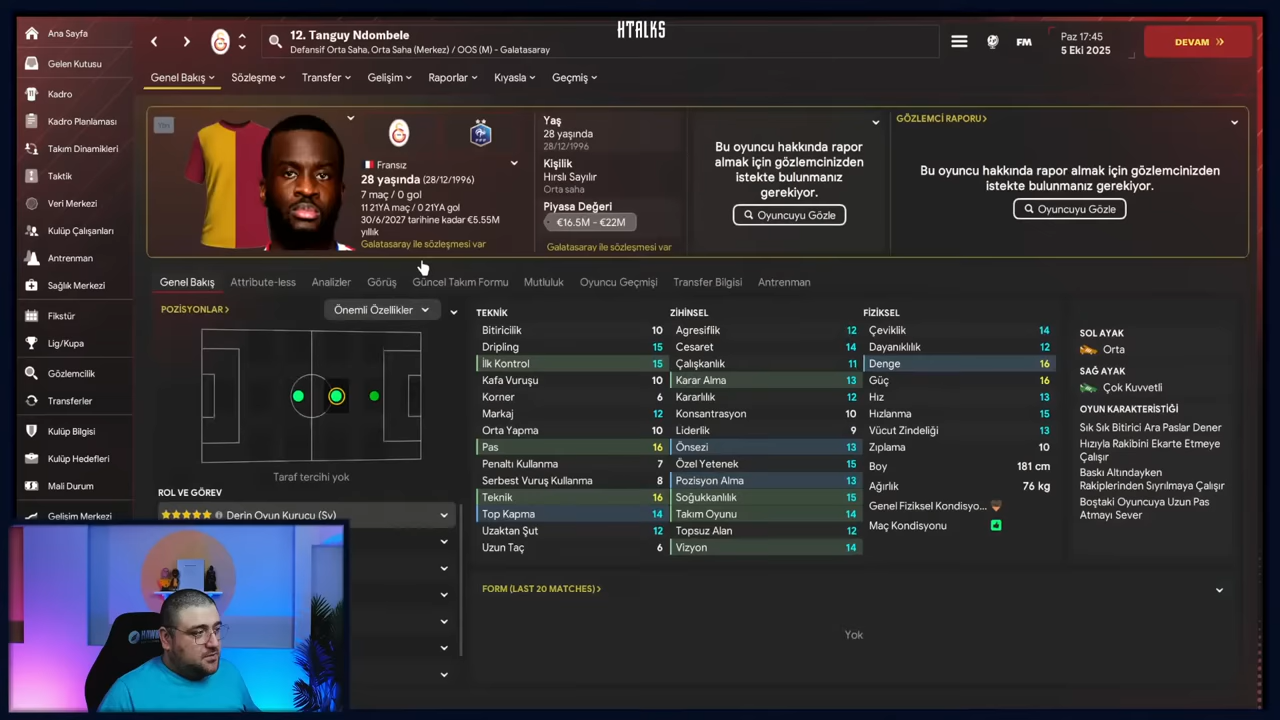 HTALKS
Ana Sayfa
Gelen Kutusu
Kadro
Kadro Planlaması
Takım Dinamikleri
Taktik
Veri Merkezi
Kulüp Çalışanları
Antrenman
Sağlık Merkezi
Fikstür
Lig/Kupa
Gözlemcilik
Transferler
Kulüp Bilgisi
Kulüp Hedefleri
Mali Durum
Gelişim Merkezi
12. Tanguy Ndombele
Defansif Orta Saha, Orta Saha (Merkez) / OOS (M) - Galatasaray
FM
Paz 17:45
5 Eki 2025
DEVAM
Genel Bakış
Sözleşme
Transfer
Gelişim
Raporlar
Kıyasla
Geçmiş
Fransız
28 yaşında (28/12/1996)
7 maç / 0 gol
11 21YA maç / 0 21YA gol
30/6/2027 tarihine kadar €5.55M
yıllık
Galatasaray ile sözleşmesi var
Yaş
28 yaşında
28/12/1996
Kişilik
Hırslı Sayılır
Orta saha
Piyasa Değeri
€16.5M - €22M
Galatasaray ile sözleşmesi var
Bu oyuncu hakkında rapor
almak için gözlemcinizden
istekte bulunmanız
gerekiyor.
Oyuncuyu Gözle
GÖZLEMCİ RAPORU
Bu oyuncu hakkında rapor almak için gözlemcinizden
istekte bulunmanız gerekiyor.
Oyuncuyu Gözle
Genel Bakış
Attribute-less
Analizler
Görüş
Güncel Takım Formu
Mutluluk
Oyuncu Geçmişi
Transfer Bilgisi
Antrenman
POZİSYONLAR
Önemli Özellikler
Taraf tercihi yok
ROL VE GÖREV
Derin Oyun Kurucu (Sv)
TEKNİK
Bitiricilik 10
Dripling 15
İlk Kontrol 15
Kafa Vuruşu 10
Korner 6
Markaj 12
Orta Yapma 10
Pas 16
Penaltı Kullanma 7
Serbest Vuruş Kullanma 8
Teknik 16
Top Kapma 14
Uzaktan Şut 12
Uzun Taç 6
ZİHİNSEL
Agresiflik 12
Cesaret 14
Çalışkanlık 11
Karar Alma 13
Kararlılık 12
Konsantrasyon 10
Liderlik 9
Önsezi 13
Özel Yetenek 15
Pozisyon Alma 13
Soğukkanlılık 15
Takım Oyunu 14
Topsuz Alan 12
Vizyon 14
FİZİKSEL
Çeviklik 14
Dayanıklılık 12
Denge 16
Güç 16
Hız 13
Hızlanma 15
Vücut Zindeliği 13
Zıplama 10
Boy 181 cm
Ağırlık 76 kg
Genel Fiziksel Kondisyo...
Maç Kondisyonu
SOL AYAK
Orta
SAĞ AYAK
Çok Kuvvetli
OYUN KARAKTERİSTİĞİ
Sık Sık Bitirici Ara Paslar Dener
Hızıyla Rakibini Ekarte Etmeye
Çalışır
Baskı Altındayken
Rakiplerinden Sıyrılmaya Çalışır
Boştaki Oyuncuya Uzun Pas
Atmayı Sever
FORM (LAST 20 MATCHES)
Yok